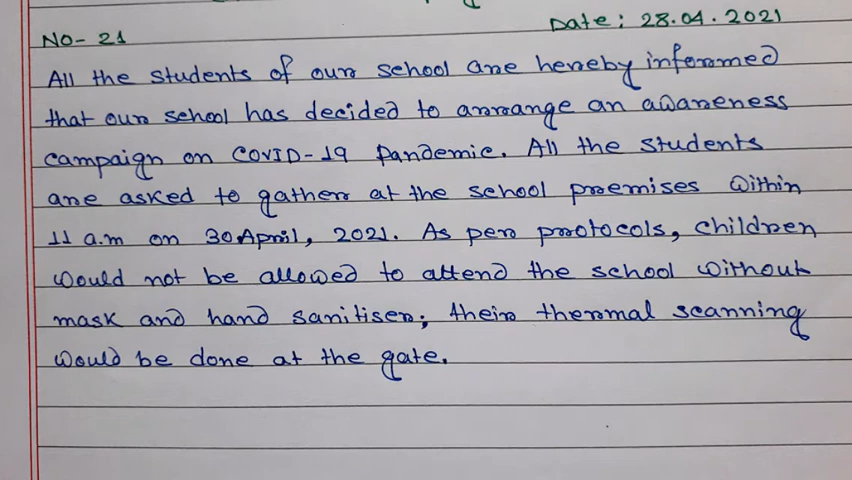 Date: 28.04.2021
No- 21
All the students of our school are hereby informed
that our school has decided to arrange an awareness
campaign on COVID-19 Pandemic. All the students
are asked to gather at the school premises within
11 a.m on 30 April, 2021. As per protocols, children
would not be allowed to attend the school without
mask and hand sanitiser; their thermal scanning
would be done at the gate.